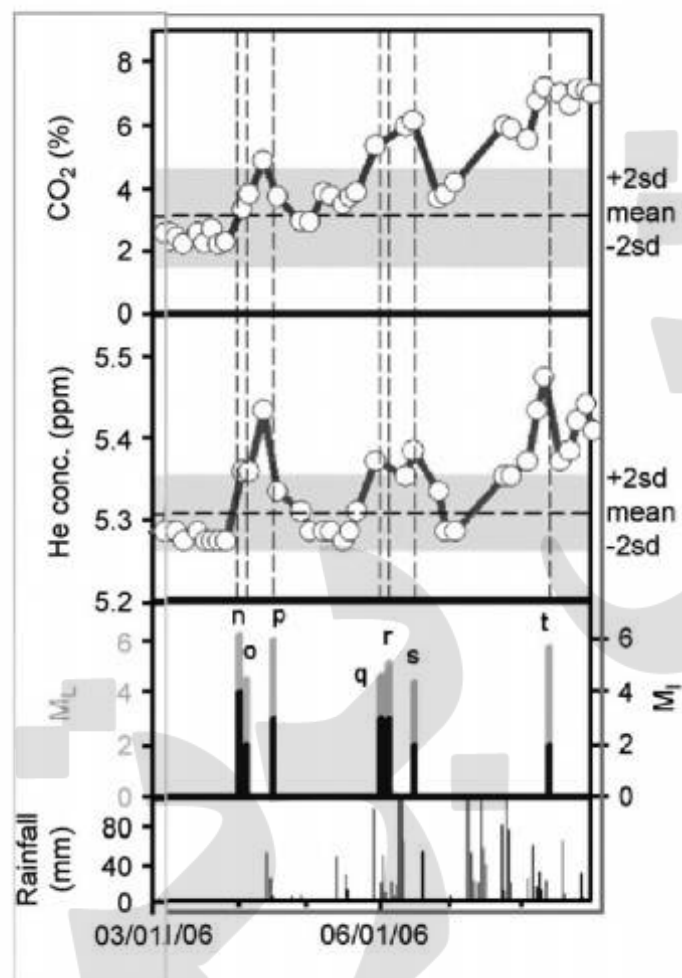 8
6
4
2
0
CO₂ (%)
+2sd
mean
-2sd
5.5
5.4
5.3
5.2
He conc. (ppm)
+2sd
mean
-2sd
n
o
p
q
r
s
t
6
4
2
0
M_L
6
4
2
0
M_I
80
40
0
Rainfall
(mm)
06/01/06